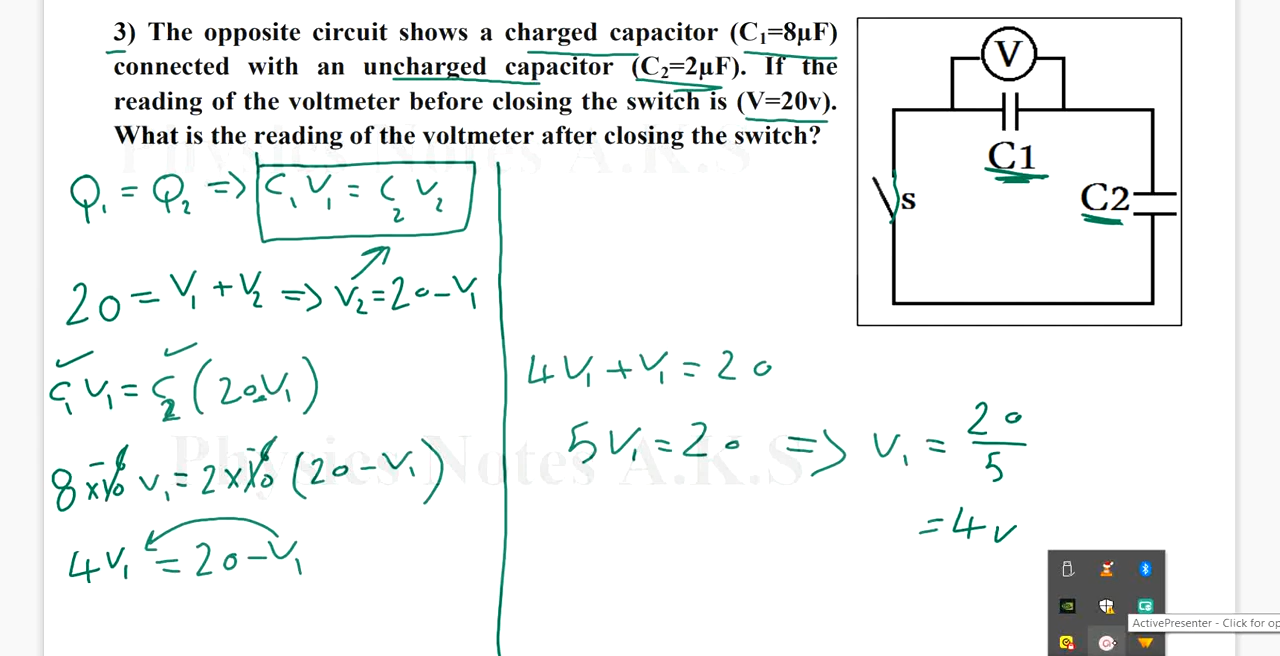 3) The opposite circuit shows a charged capacitor (C₁=8µF)
connected with an uncharged capacitor (C₂=2µF). If the
reading of the voltmeter before closing the switch is (V=20v).
What is the reading of the voltmeter after closing the switch?
Physics Notes A.K.S
Q₁ = Q₂ => C₁V₁ = C₂V₂
20 = V₁ + V₂ => V₂ = 20 - V₁
C₁V₁ = C₂(20-V₁)
8×10⁻⁶ V₁ = 2×10⁻⁶ (20-V₁)
4V₁ = 20-V₁
4V₁ + V₁ = 20
5V₁ = 20 => V₁ = 20/5
= 4v
Physics Notes A.K.S
V
C1
s
C2
ActivePresenter - Click for op